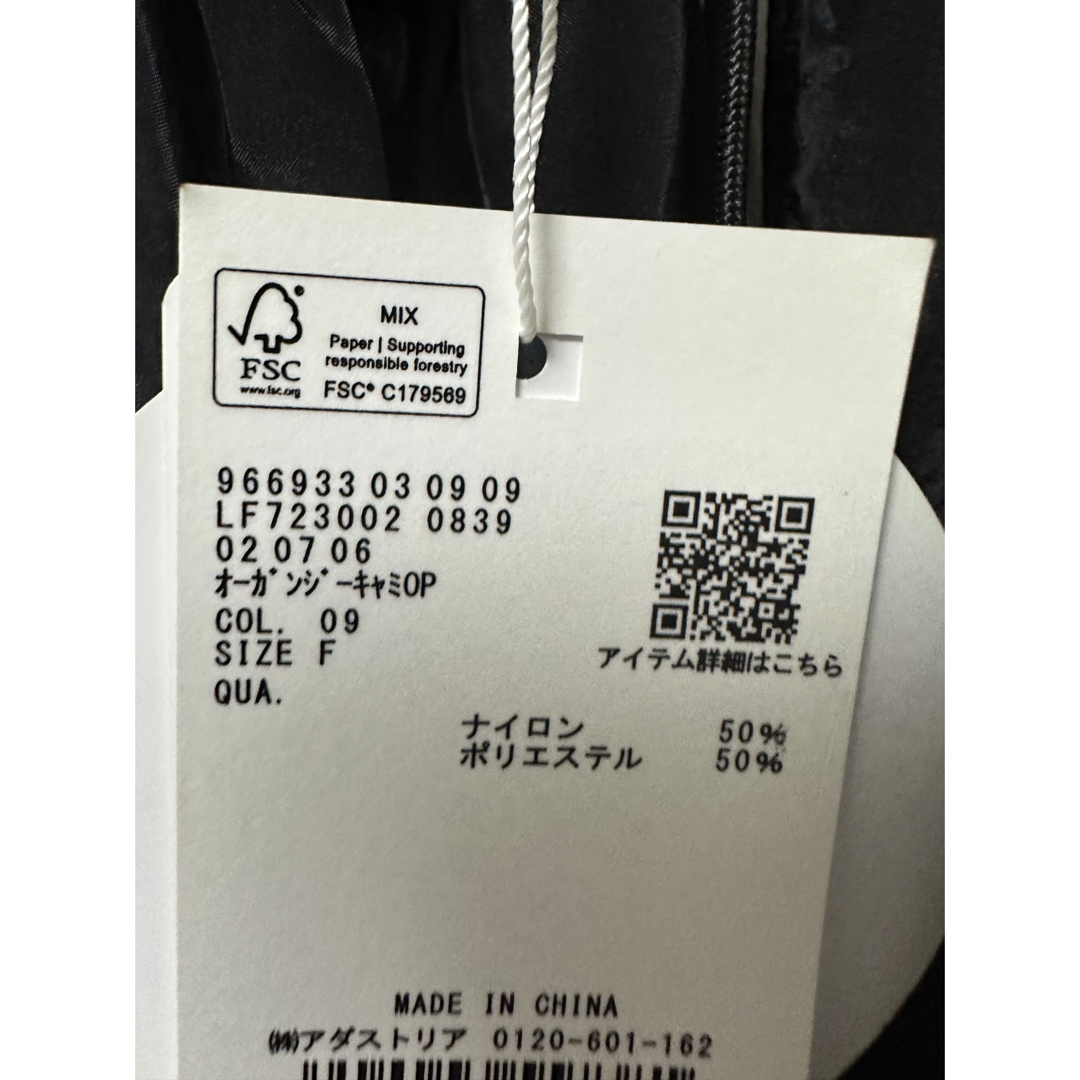 MIX
Paper | Supporting
responsible forestry
FSC® C179569
FSC
www.fsc.org
966933 03 09 09
LF723002 0839
02 07 06
オーガンジーキャミOP
COL. 09
SIZE F
QUA.
アイテム詳細はこちら
ナイロン 50%
ポリエステル 50%
MADE IN CHINA
㈱アダストリア 0120-601-162